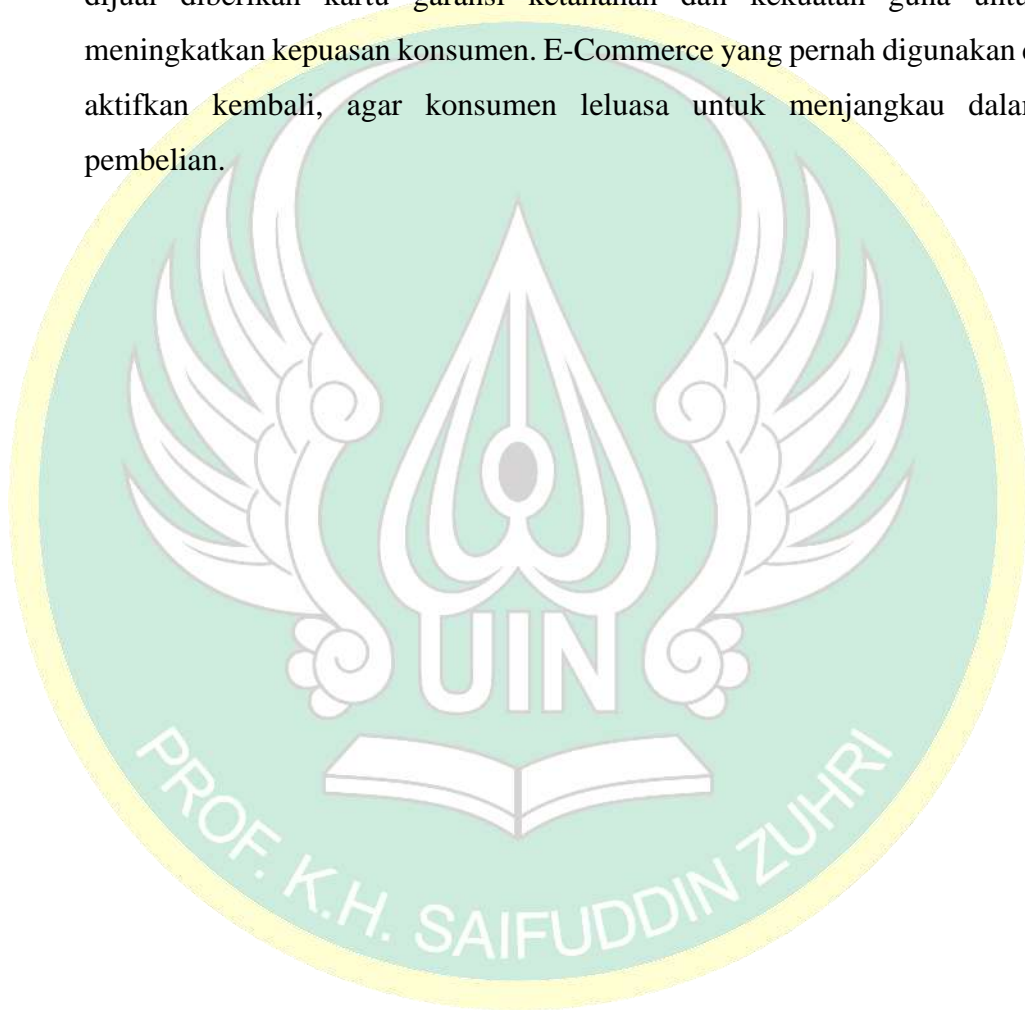 dijual diberikan kartu garansi ketahanan dan kekuatan guna untu
meningkatkan kepuasan konsumen. E-Commerce yang pernah digunakan
aktifkan kembali, agar konsumen leluasa untuk menjangkau dalam
pembelian.
UIN
PROF. K.H. SAIFUDDIN ZUHRI